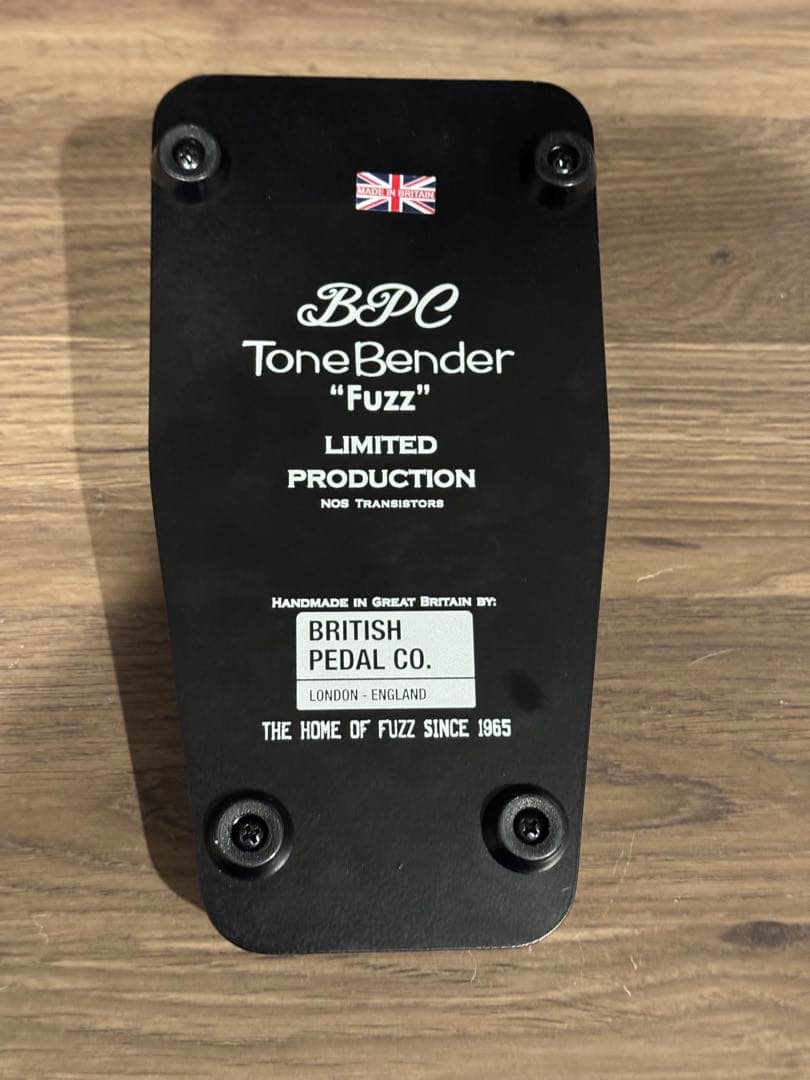 MADE IN BRITAIN
BPC
ToneBender
“Fuzz”
LIMITED
PRODUCTION
NOS Transistors
Handmade in Great Britain by:
BRITISH
PEDAL CO.
LONDON - ENGLAND
THE HOME OF FUZZ SINCE 1965